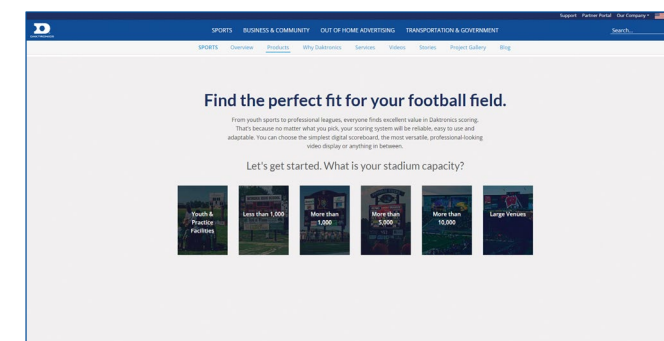 Support Partner Portal Our Company
SPORTS BUSINESS & COMMUNITY OUT OF HOME ADVERTISING TRANSPORTATION & GOVERNMENT
Search...
SPORTS Overview Products Why Daktronics Services Videos Stories Project Gallery Blog
Find the perfect fit for your football field.
From youth sports to professional leagues, everyone finds excellent value in Daktronics scoring.
That's because no matter what you pick, your scoring system will be reliable, easy to use and
adaptable. You can choose the simplest digital scoreboard, the most versatile, professional-looking
video display or anything in between.
Let's get started. What is your stadium capacity?
Youth &
Practice
Facilities
Less than 1,000
More than
1,000
More than
5,000
More than
10,000
Large Venues